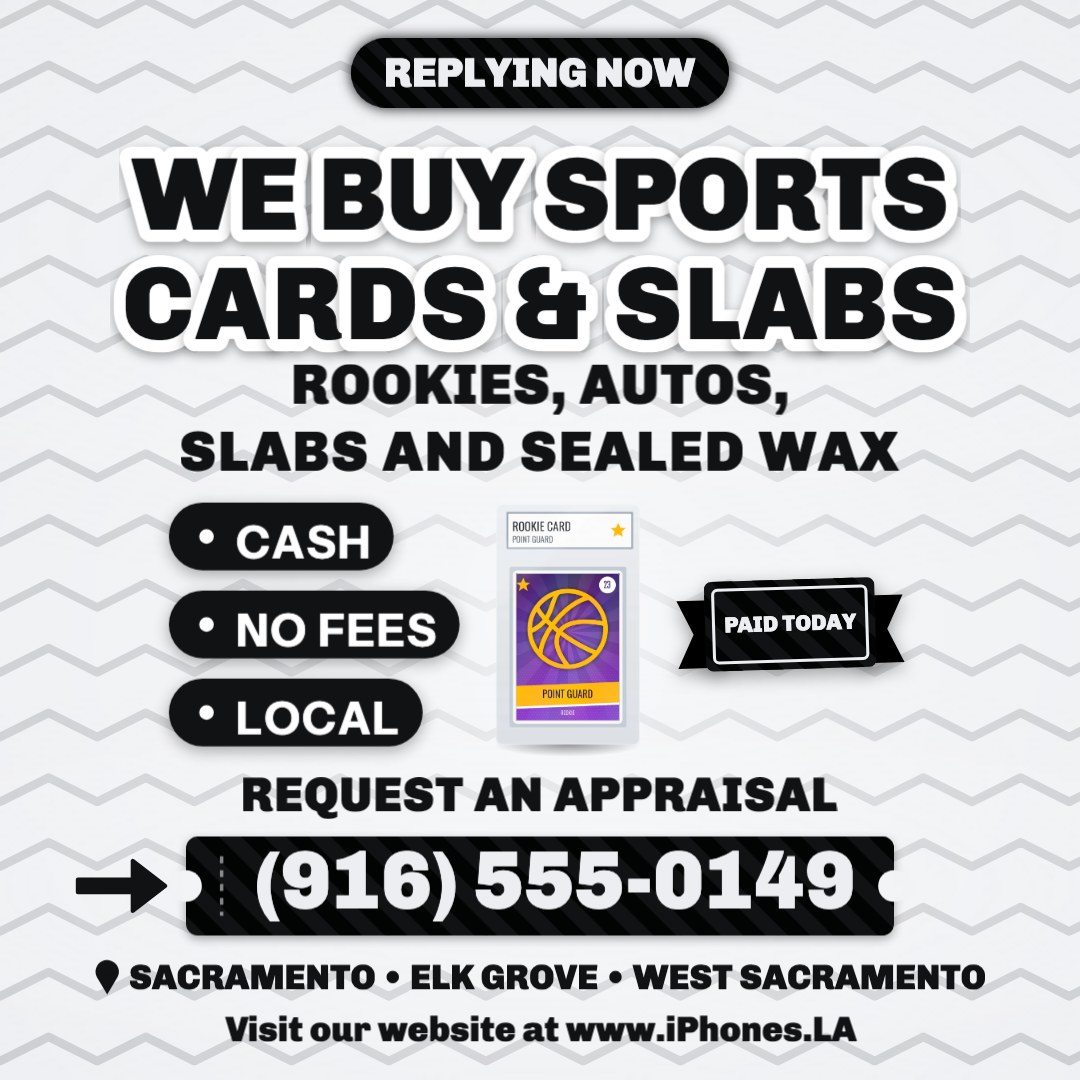 REPLYING NOW
WE BUY SPORTS
CARDS & SLABS
ROOKIES, AUTOS,
SLABS AND SEALED WAX
• CASH
• NO FEES
• LOCAL
ROOKIE CARD
POINT GUARD
23
POINT GUARD
ROOKIE
PAID TODAY
REQUEST AN APPRAISAL
(916) 555-0149
SACRAMENTO • ELK GROVE • WEST SACRAMENTO
Visit our website at www.iPhones.LA